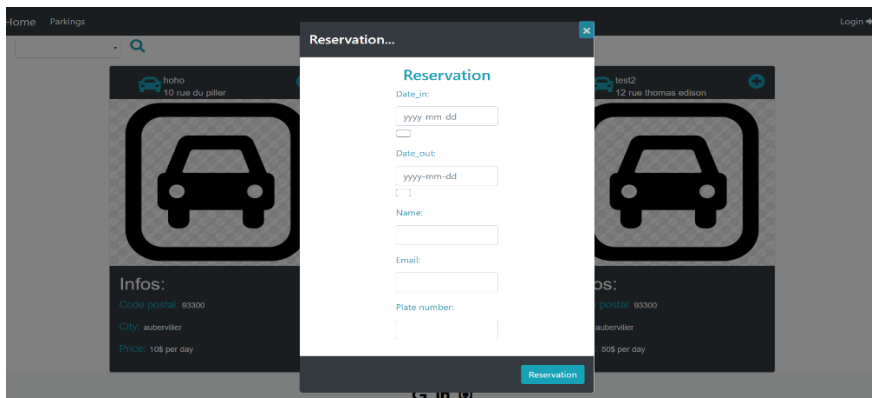 Home Parkings Login
Reservation...
×
hoho
10 rue du piller
test2
12 rue thomas edison
Reservation
Date_in:
yyyy-mm-dd
Date_out:
yyyy-mm-dd
Name:
Email:
Plate number:
Infos:
Code postal: 93300
City: aubervilier
Price: 10$ per day
os:
postal: 93300
aubervilier
50$ per day
Reservation